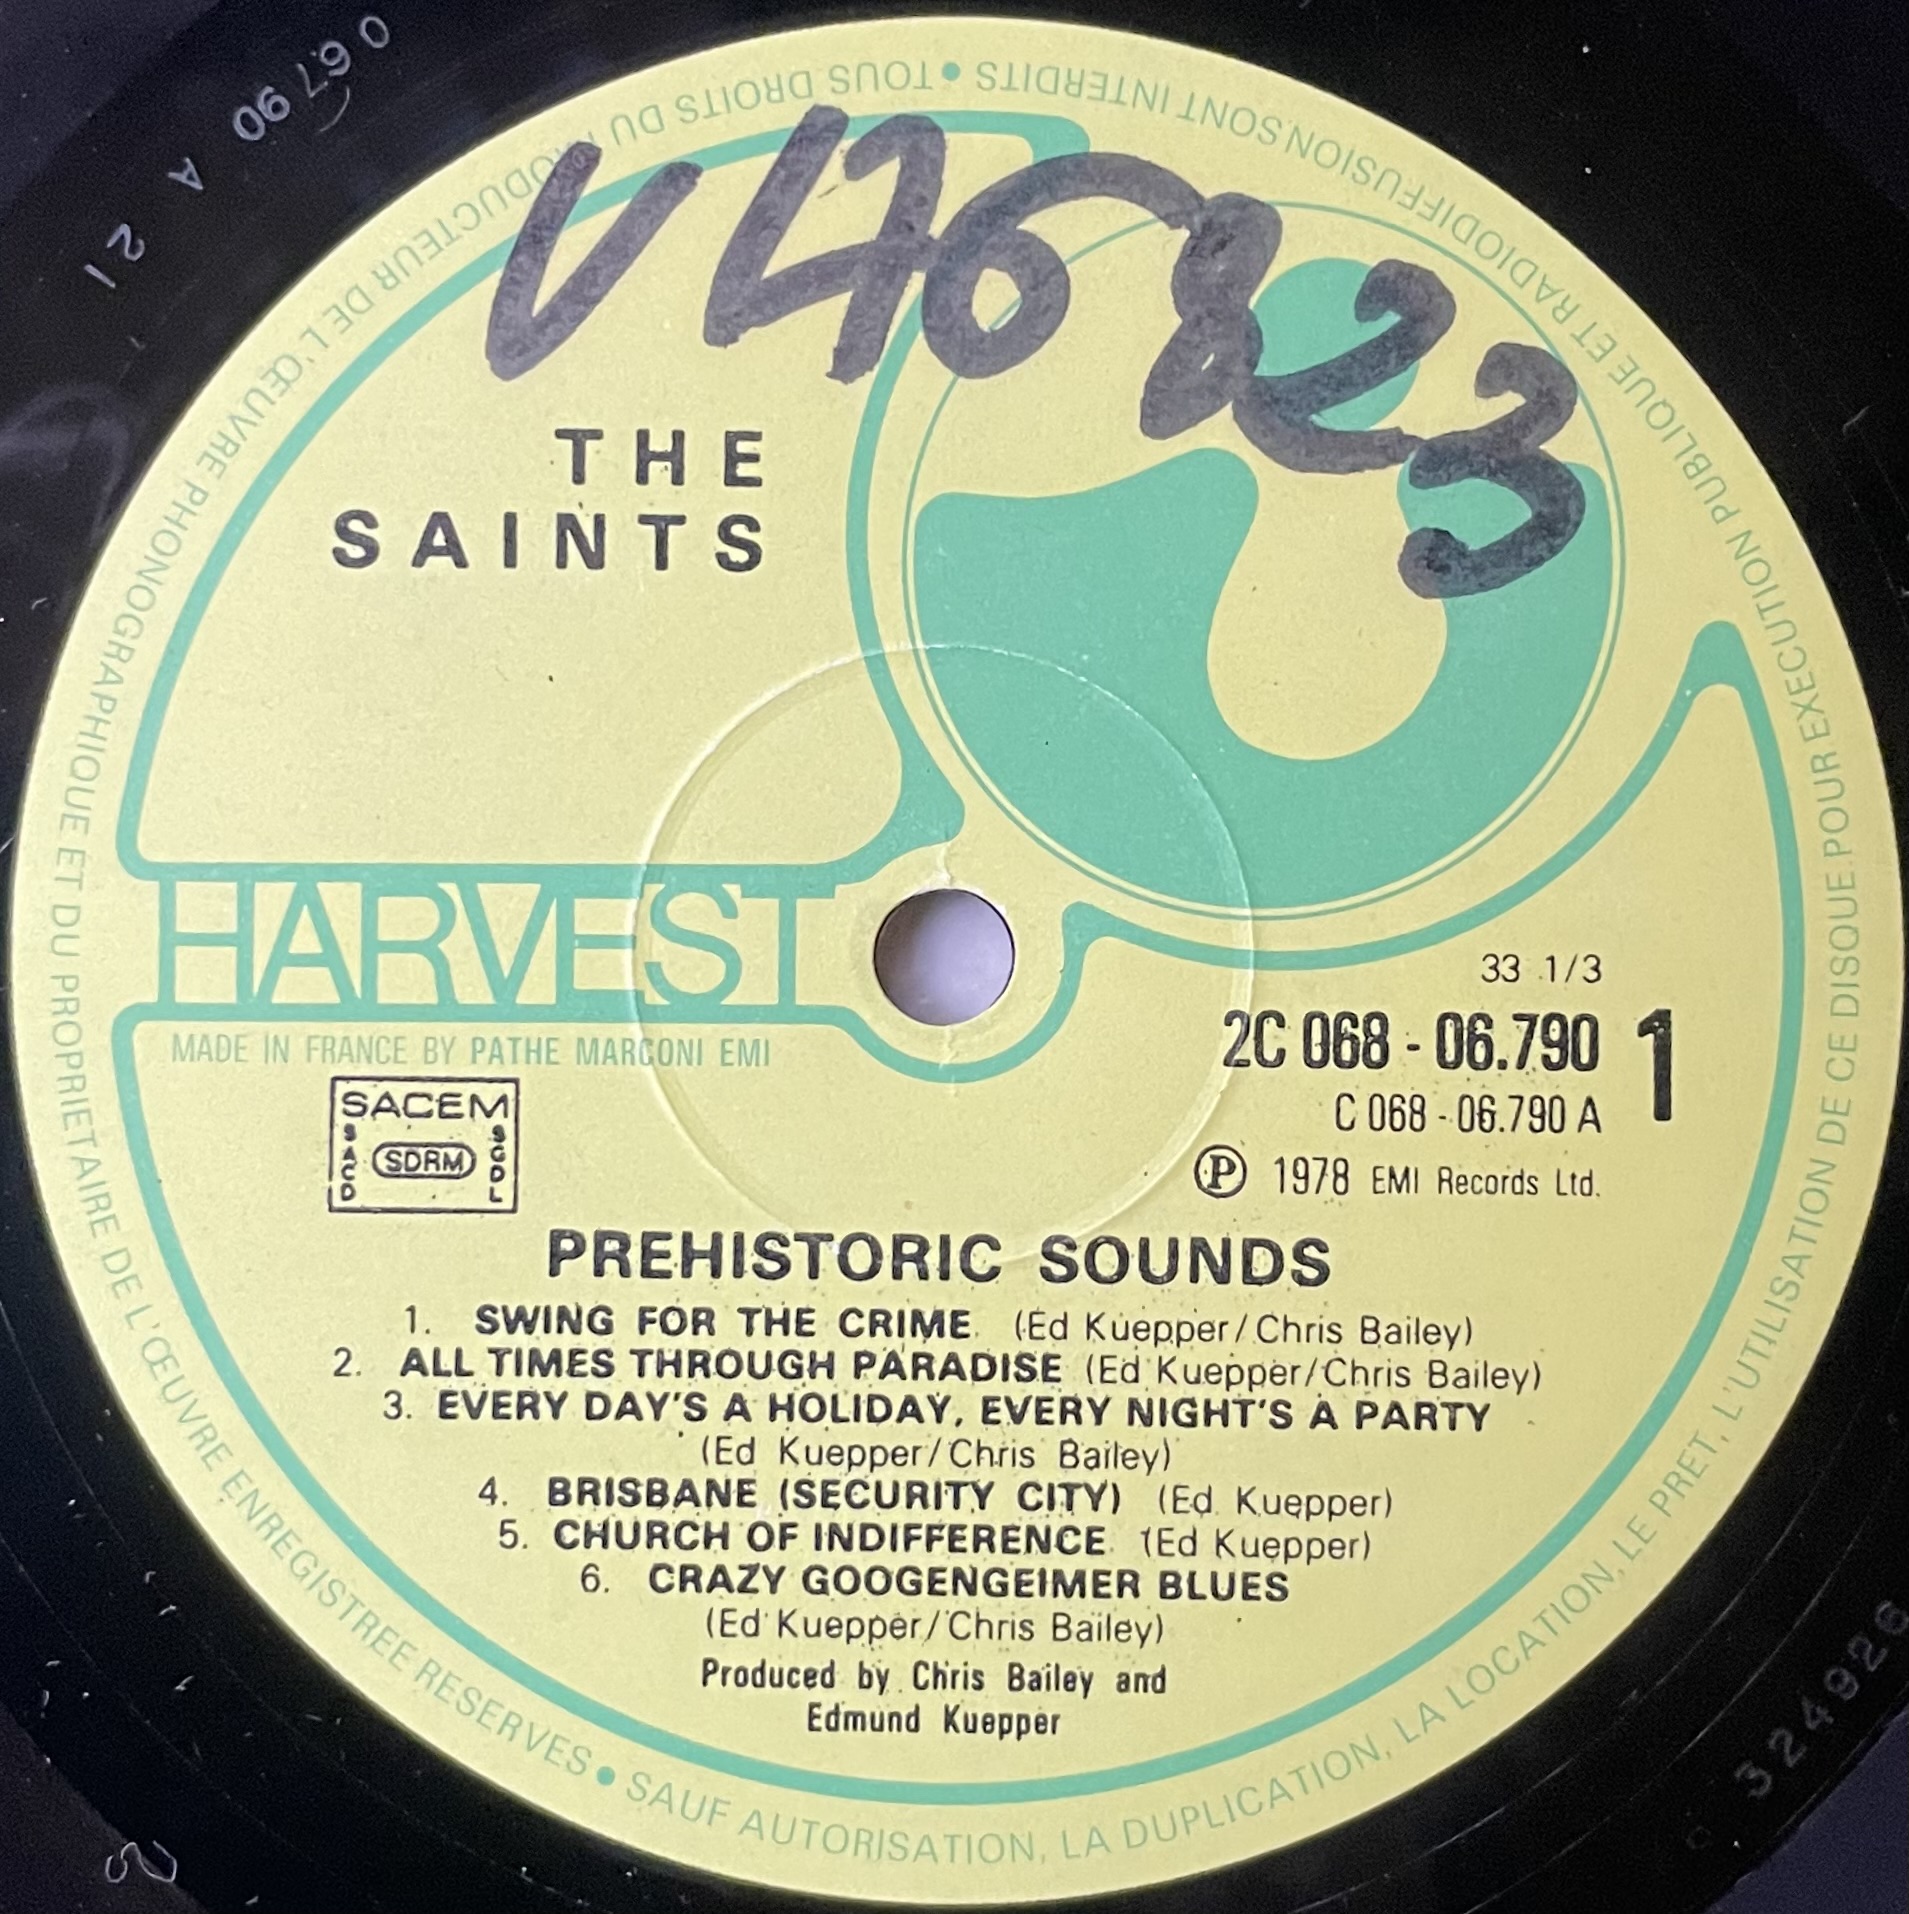 V 176823
THE
SAINTS
HARVEST
MADE IN FRANCE BY PATHE MARCONI EMI
SACEM
SACD
SDRM
SGDL
33 1/3
2C 068 - 06.790
1
C 068 - 06.790 A
Ⓟ 1978 EMI Records Ltd.
PREHISTORIC SOUNDS
1. SWING FOR THE CRIME (Ed Kuepper/Chris Bailey)
2. ALL TIMES THROUGH PARADISE (Ed Kuepper/Chris Bailey)
3. EVERY DAY'S A HOLIDAY, EVERY NIGHT'S A PARTY
(Ed Kuepper/Chris Bailey)
4. BRISBANE (SECURITY CITY) (Ed Kuepper)
5. CHURCH OF INDIFFERENCE (Ed Kuepper)
6. CRAZY GOOGENGEIMER BLUES
(Ed Kuepper/Chris Bailey)
Produced by Chris Bailey and
Edmund Kuepper
TOUS DROITS DU PRODUCTEUR DE L'ŒUVRE PHONOGRAPHIQUE ET DU PROPRIETAIRE DE L'ŒUVRE ENREGISTREE RESERVES • SAUF AUTORISATION, LA DUPLICATION, LA LOCATION, LE PRET, L'UTILISATION DE CE DISQUE POUR EXECUTION PUBLIQUE ET RADIODIFFUSION SONT INTERDITS •
06790 A 21
324926